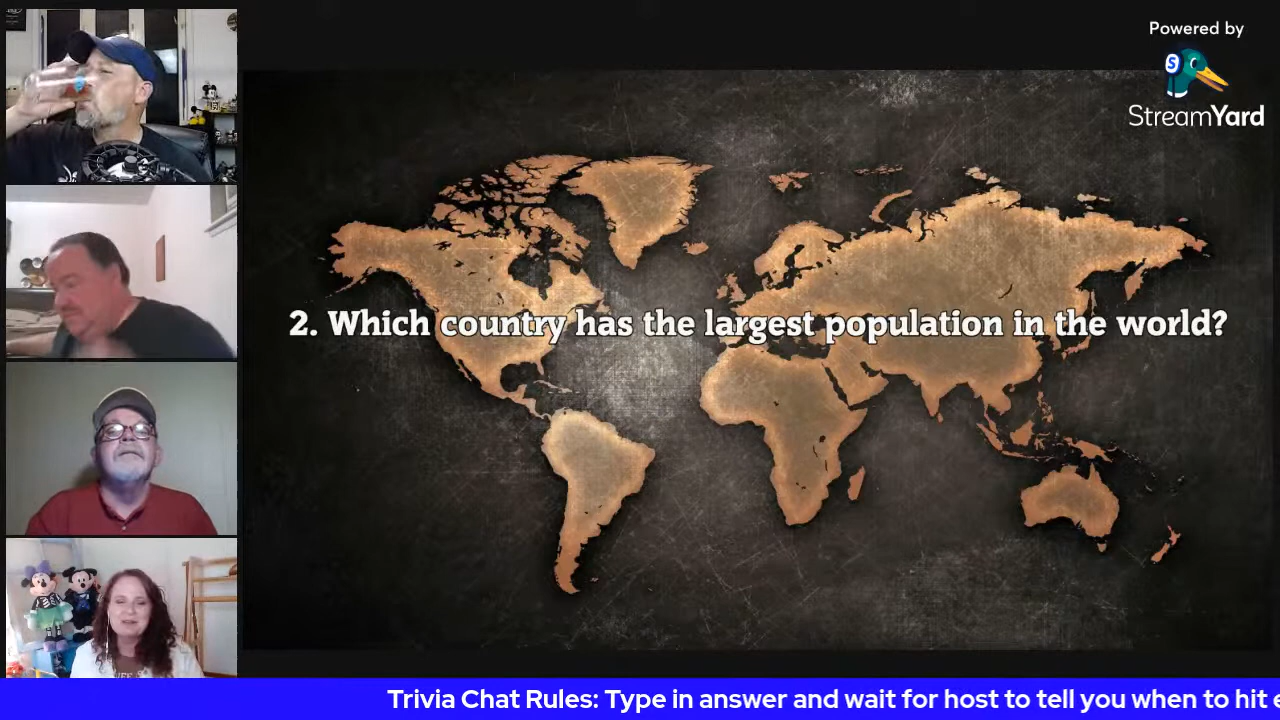 Powered by
S
StreamYard
2. Which country has the largest population in the world?
Trivia Chat Rules: Type in answer and wait for host to tell you when to hit